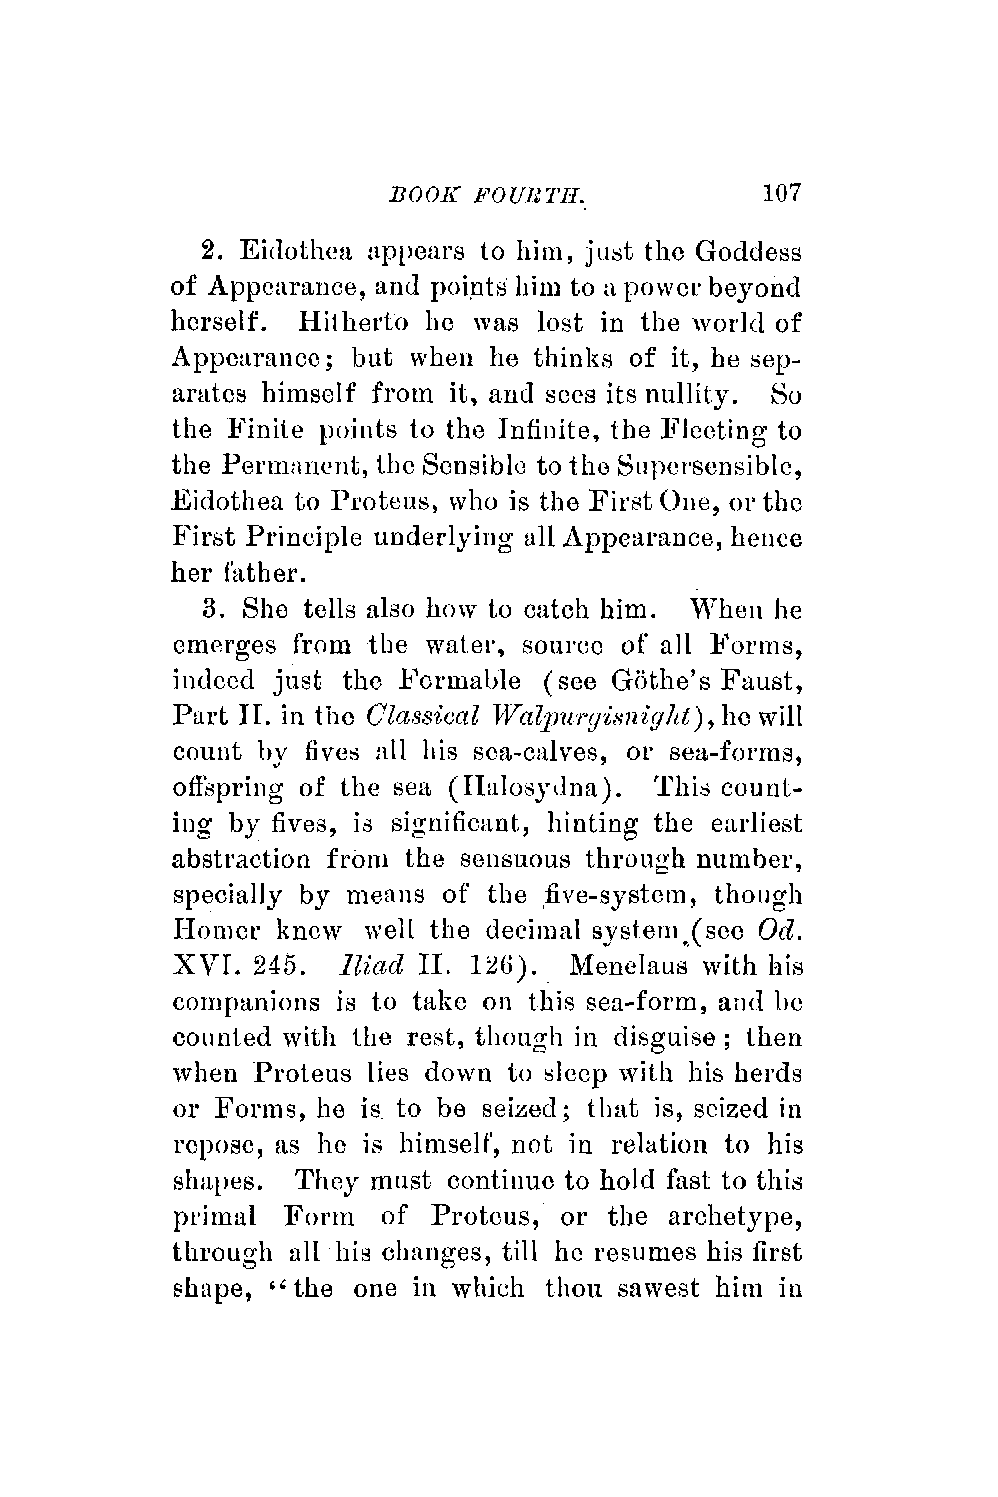 BOOK FOURTH. 107
2. Eidothea appears to him, just the Goddess
of Appearance, and points him to a power beyond
herself. Hitherto he was lost in the world of
Appearance; but when he thinks of it, he sep-
arates himself from it, and sees its nullity. So
the Finite points to the Infinite, the Fleeting to
the Permanent, the Sensible to the Supersensible,
Eidothea to Proteus, who is the First One, or the
First Principle underlying all Appearance, hence
her father.
3. She tells also how to catch him. When he
emerges from the water, source of all Forms,
indeed just the Formable (see Göthe's Faust,
Part II. in the Classical Walpurgisnight), he will
count by fives all his sea-calves, or sea-forms,
offspring of the sea (Halosydna). This count-
ing by fives, is significant, hinting the earliest
abstraction from the sensuous through number,
specially by means of the five-system, though
Homer knew well the decimal system (see Od.
XVI. 245. Iliad II. 126). Menelaus with his
companions is to take on this sea-form, and be
counted with the rest, though in disguise; then
when Proteus lies down to sleep with his herds
or Forms, he is to be seized; that is, seized in
repose, as he is himself, not in relation to his
shapes. They must continue to hold fast to this
primal Form of Proteus, or the archetype,
through all his changes, till he resumes his first
shape, "the one in which thou sawest him in